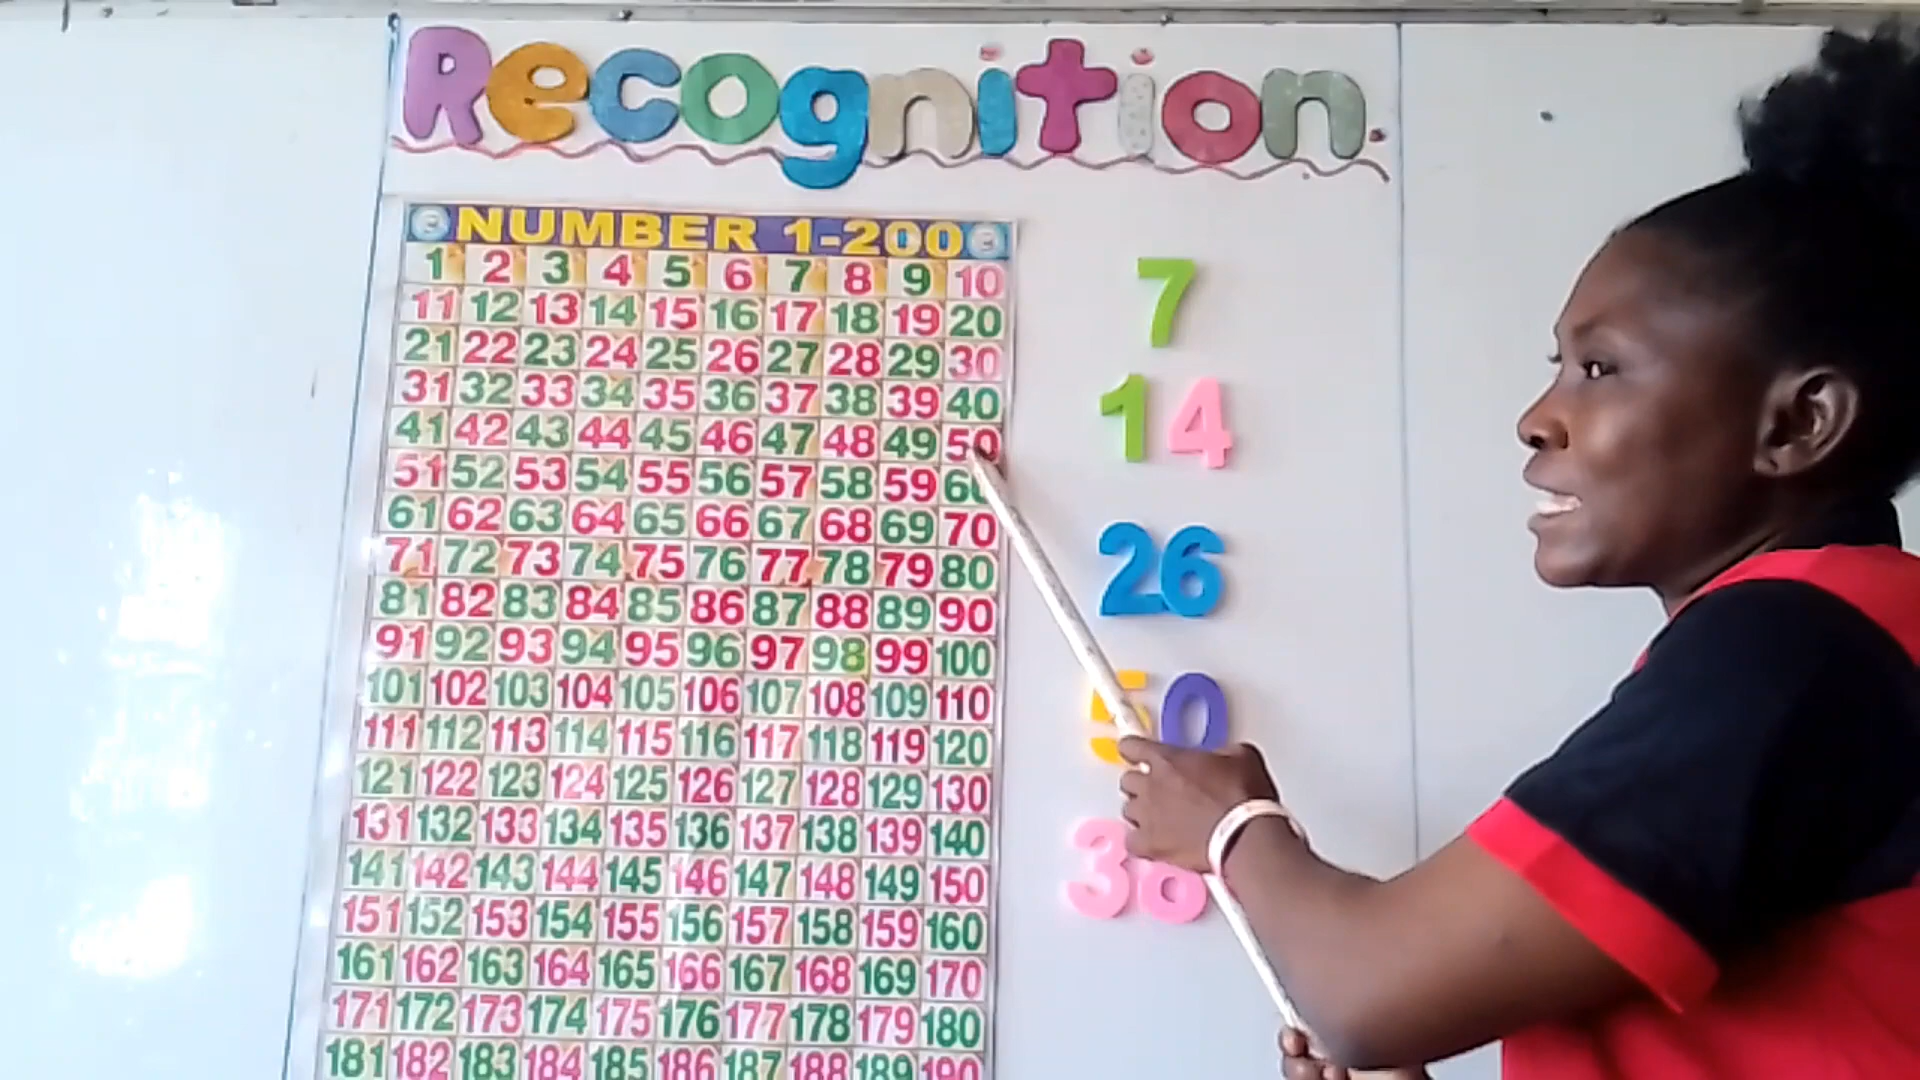 Recognition
NUMBER 1-200
1 2 3 4 5 6 7 8 9 10
11 12 13 14 15 16 17 18 19 20
21 22 23 24 25 26 27 28 29 30
31 32 33 34 35 36 37 38 39 40
41 42 43 44 45 46 47 48 49 50
51 52 53 54 55 56 57 58 59 60
61 62 63 64 65 66 67 68 69 70
71 72 73 74 75 76 77 78 79 80
81 82 83 84 85 86 87 88 89 90
91 92 93 94 95 96 97 98 99 100
101 102 103 104 105 106 107 108 109 110
111 112 113 114 115 116 117 118 119 120
121 122 123 124 125 126 127 128 129 130
131 132 133 134 135 136 137 138 139 140
141 142 143 144 145 146 147 148 149 150
151 152 153 154 155 156 157 158 159 160
161 162 163 164 165 166 167 168 169 170
171 172 173 174 175 176 177 178 179 180
181 182 183 184 185 186 187 188 189 190
7
14
26
50